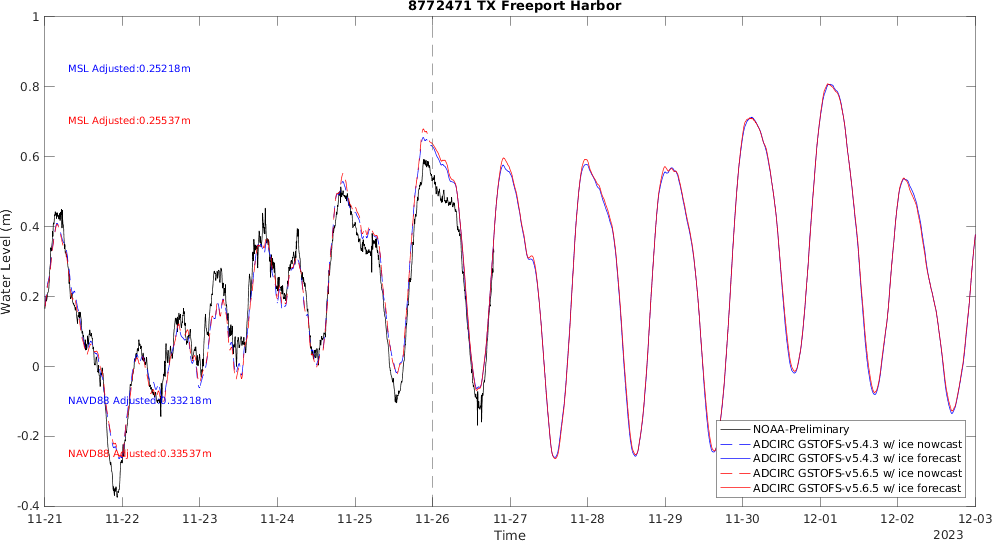 8772471 TX Freeport Harbor
Water Level (m)
1
0.8
0.6
0.4
0.2
0
-0.2
-0.4
MSL Adjusted:0.25218m
MSL Adjusted:0.25537m
NAVD88 Adjusted:0.33218m
NAVD88 Adjusted:0.33537m
NOAA-Preliminary
ADCIRC GSTOFS-v5.4.3 w/ ice nowcast
ADCIRC GSTOFS-v5.4.3 w/ ice forecast
ADCIRC GSTOFS-v5.6.5 w/ ice nowcast
ADCIRC GSTOFS-v5.6.5 w/ ice forecast
11-21 11-22 11-23 11-24 11-25 11-26 11-27 11-28 11-29 11-30 12-01 12-02 12-03
Time
2023